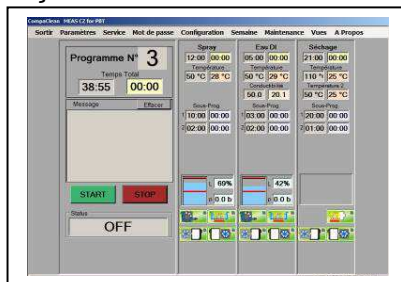 CompaClean MEAS CZ for PBT
Sortir Paramètres Service Mot de passe Configuration Semaine Maintenance Vues A Propos
Programme N° 3
Temps Total
38:55 00:00
Message Effacer
START STOP
Status
OFF
Spray
12:00 00:00
Température
50 °C 28 °C
Sous-Prog.
1 10:00 00:00
2 02:00 00:00
L 69%
P 0.0 b
Eau DI
05:00 00:00
Température
50 °C 29 °C
Conductibilité
50.0 20.1
Sous-Prog.
1 03:00 00:00
2 02:00 00:00
L 42%
P 0.0 b
Séchage
21:00 00:00
Température
110 °C 25 °C
Température 2
50 °C 25 °C
Sous-Prog.
1 20:00 00:00
2 01:00 00:00